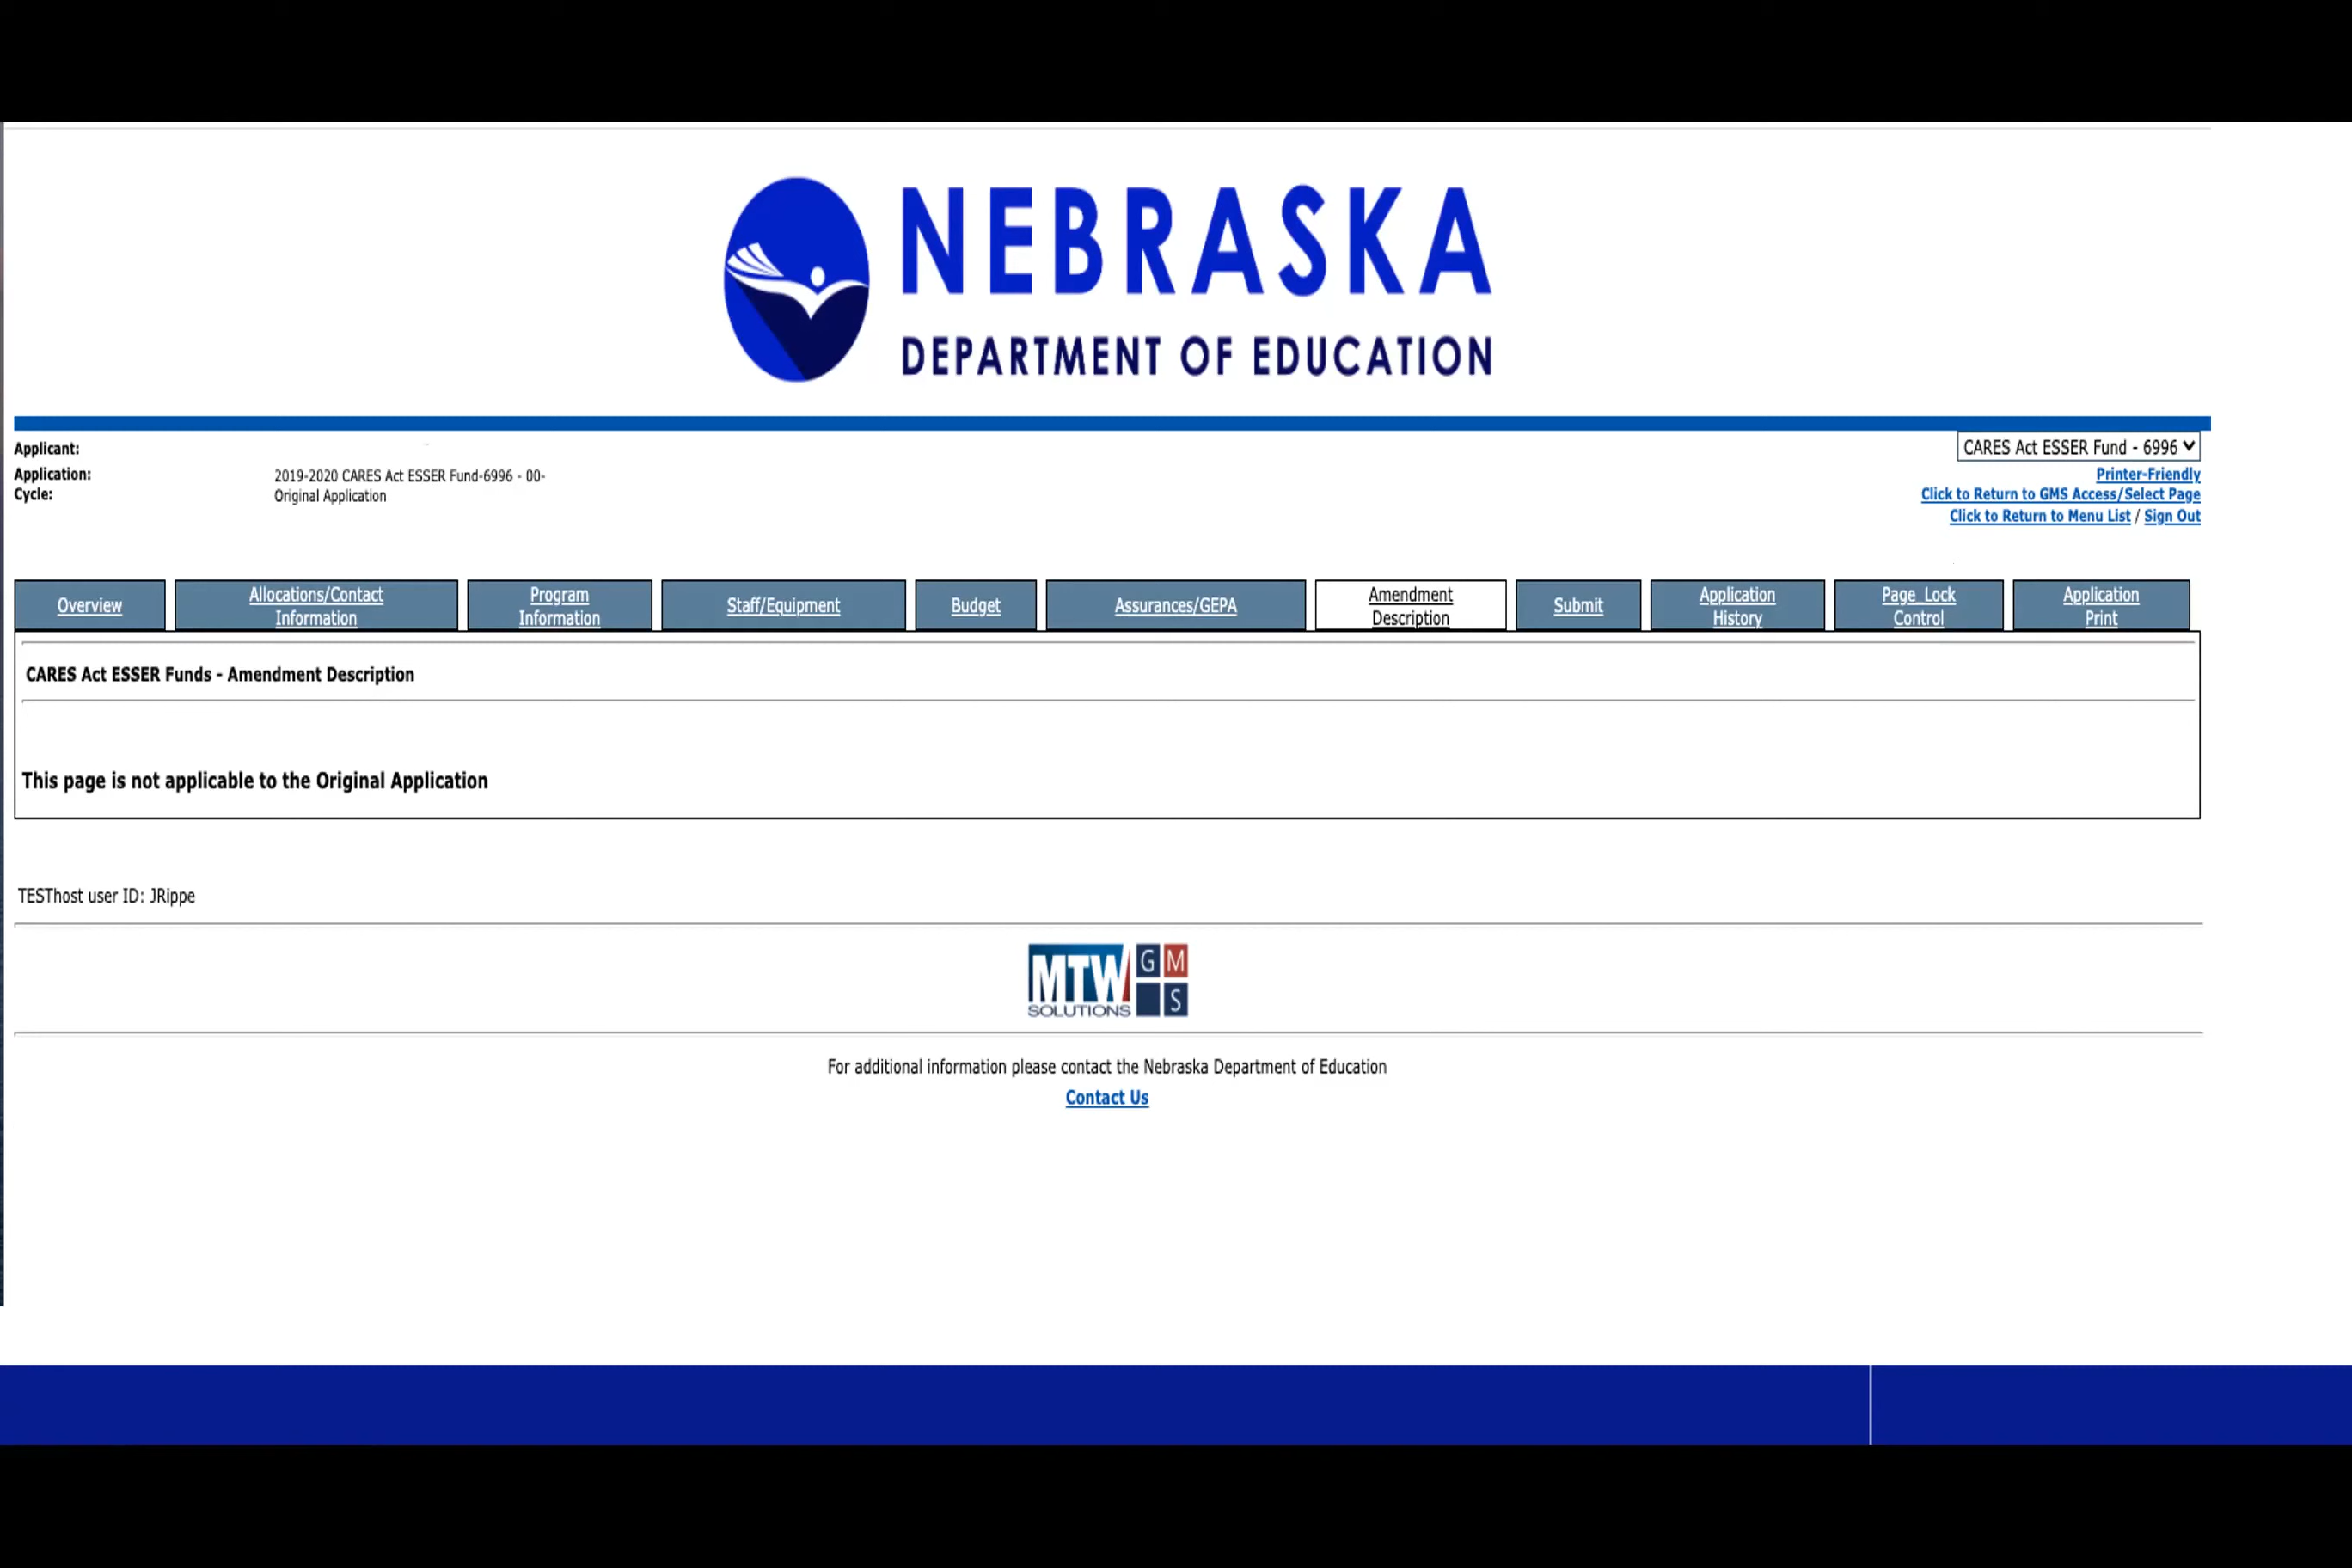 NEBRASKA
DEPARTMENT OF EDUCATION
Applicant:
CARES Act ESSER Fund - 6996
Application:
2019-2020 CARES Act ESSER Fund-6996 - 00-
Printer-Friendly
Cycle:
Original Application
Click to Return to GMS Access/Select Page
Click to Return to Menu List / Sign Out
Overview
Allocations/Contact
Information
Program
Information
Staff/Equipment
Budget
Assurances/GEPA
Amendment
Description
Submit
Application
History
Page_Lock
Control
Application
Print
CARES Act ESSER Funds - Amendment Description
This page is not applicable to the Original Application
TESThost user ID: JRippe
MTW
SOLUTIONS
G M
S
For additional information please contact the Nebraska Department of Education
Contact Us